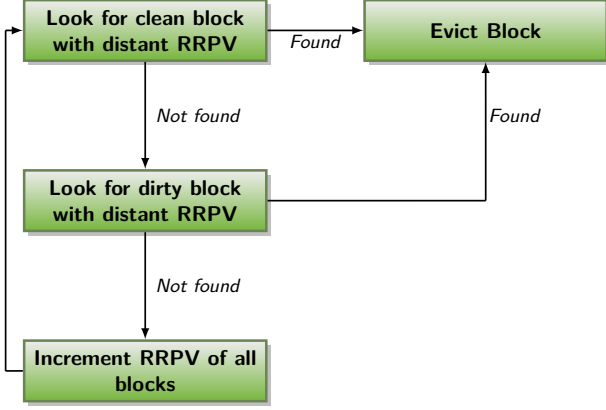 Look for clean block
with distant RRPV
Found
Evict Block
Not found
Found
Look for dirty block
with distant RRPV
Not found
Increment RRPV of all
blocks